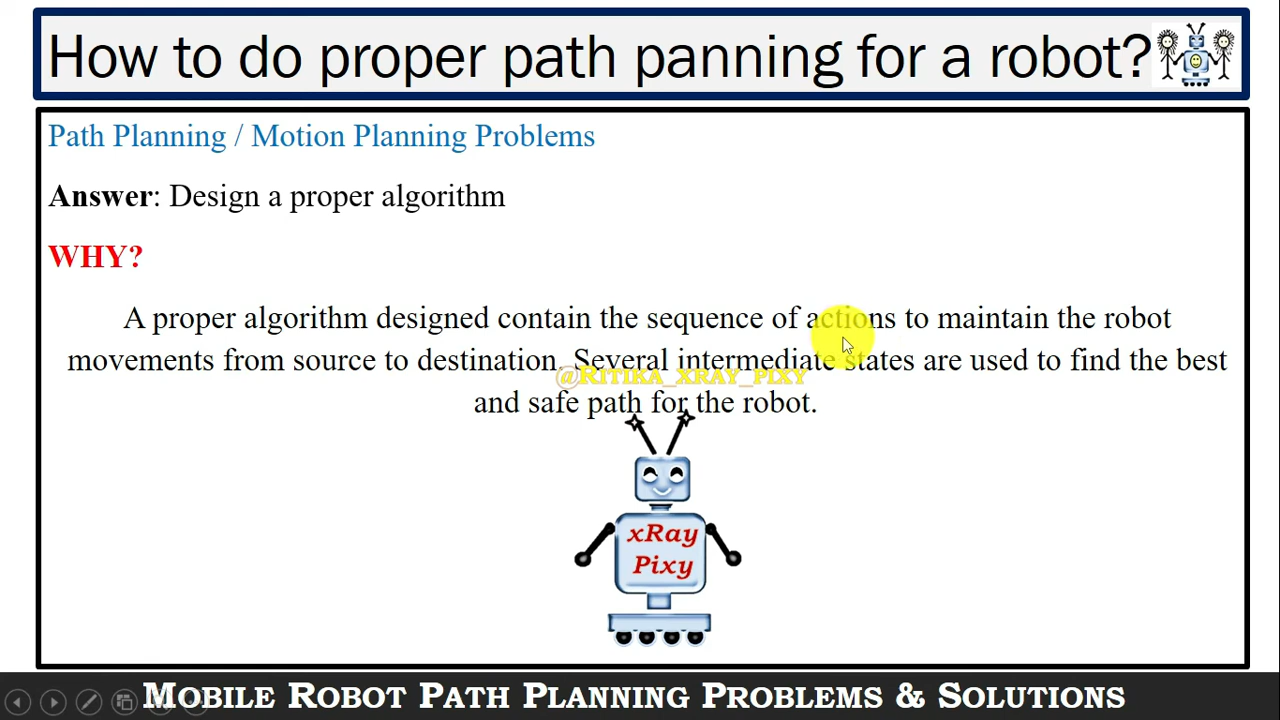 How to do proper path panning for a robot?
Path Planning / Motion Planning Problems
Answer: Design a proper algorithm
WHY?
A proper algorithm designed contain the sequence of actions to maintain the robot
movements from source to destination. Several intermediate states are used to find the best
@RITIKA_XRAY_PIXY
and safe path for the robot.
xRay
Pixy
MOBILE ROBOT PATH PLANNING PROBLEMS & SOLUTIONS